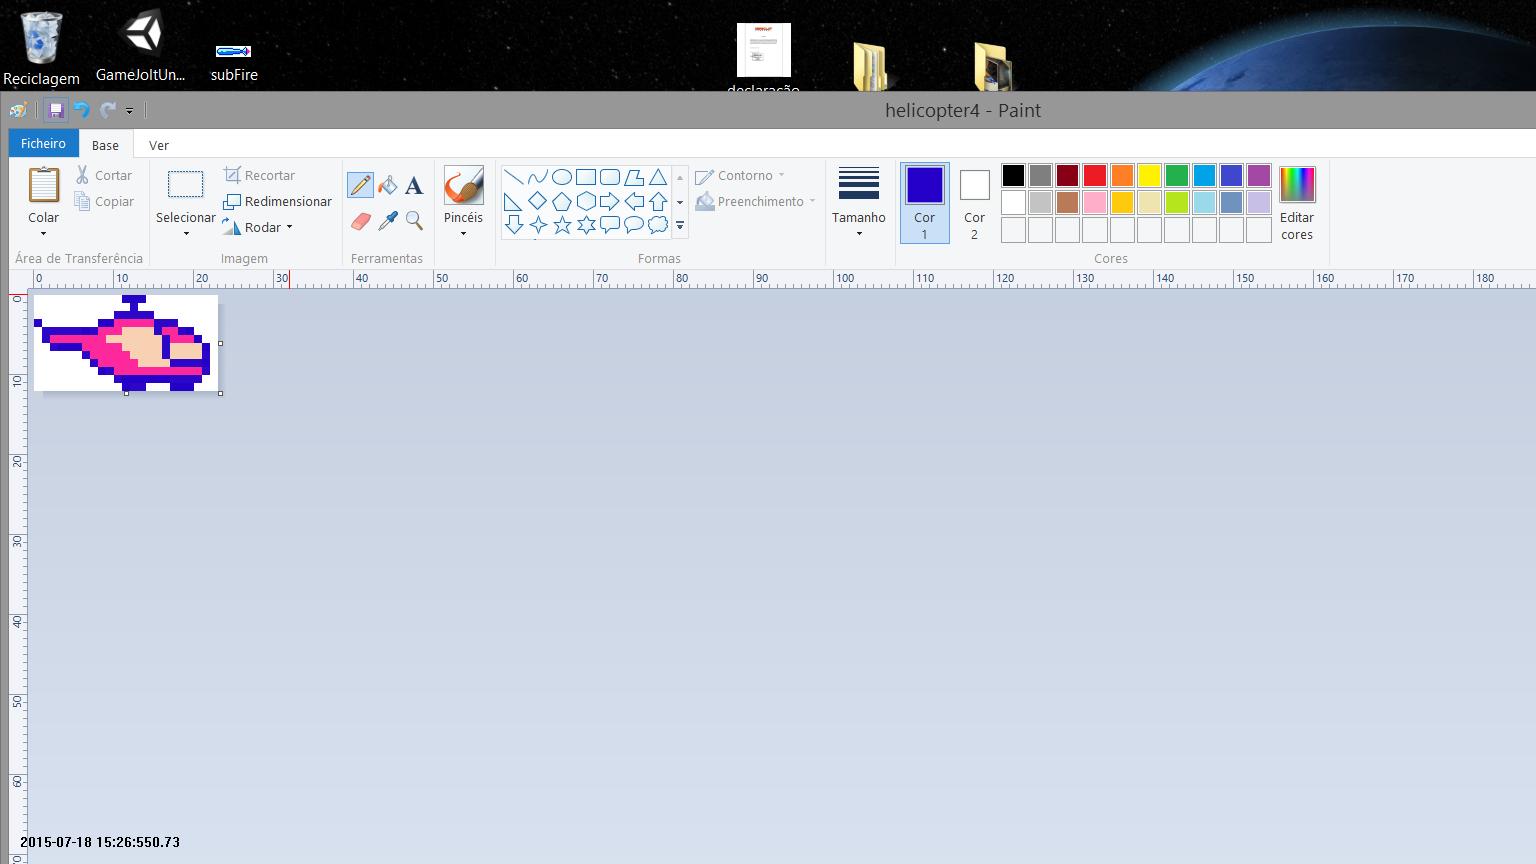 Reciclagem
GameJoltUn...
subFire
declaração
helicopter4 - Paint
Ficheiro
Base
Ver
Colar
Cortar
Copiar
Área de Transferência
Selecionar
Recortar
Redimensionar
Rodar
Imagem
A
Ferramentas
Pincéis
Contorno
Preenchimento
Formas
Tamanho
Cor
1
Cor
2
Editar
cores
Cores
0 10 20 30 40 50 60 70 80 90 100 110 120 130 140 150 160 170 180
0
10
20
30
40
50
60
70
2015-07-18 15:26:550.73